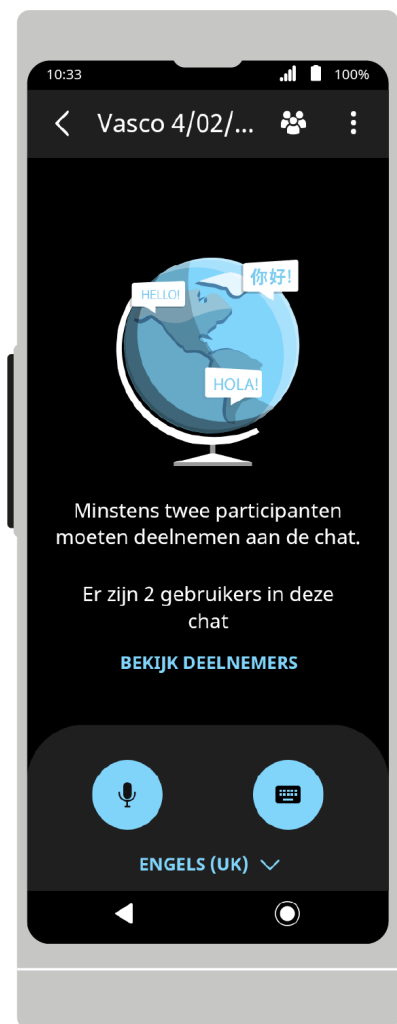 10:33
100%
Vasco 4/02/...
HELLO!
你好!
HOLA!
Minstens twee participanten
moeten deelnemen aan de chat.
Er zijn 2 gebruikers in deze
chat
BEKIJK DEELNEMERS
ENGELS (UK)